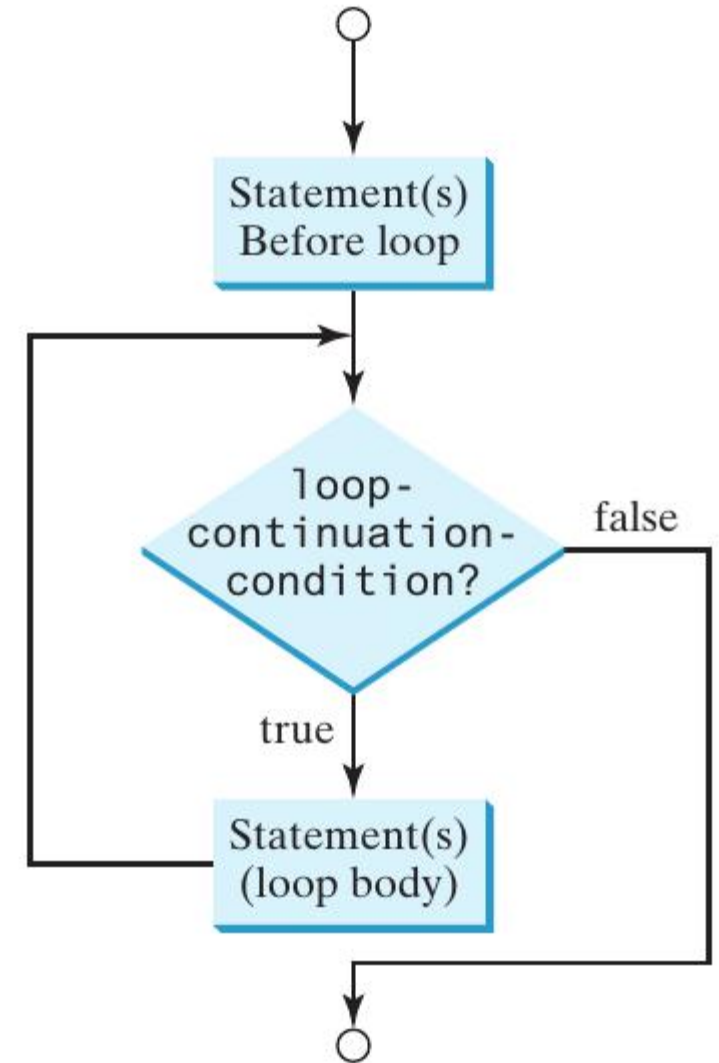 Statement(s)
Before loop
loop-
continuation-
condition?
false
true
Statement(s)
(loop body)